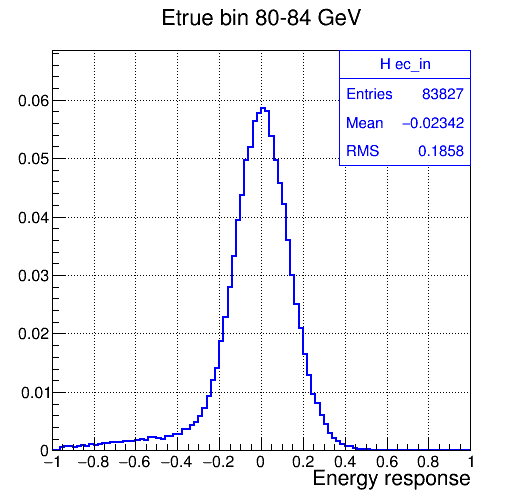 Etrue bin 80-84 GeV
H ec_in
Entries 83827
Mean −0.02342
RMS 0.1858
0.06
0.05
0.04
0.03
0.02
0.01
0
−1 −0.8 −0.6 −0.4 −0.2 0 0.2 0.4 0.6 0.8 1
Energy response